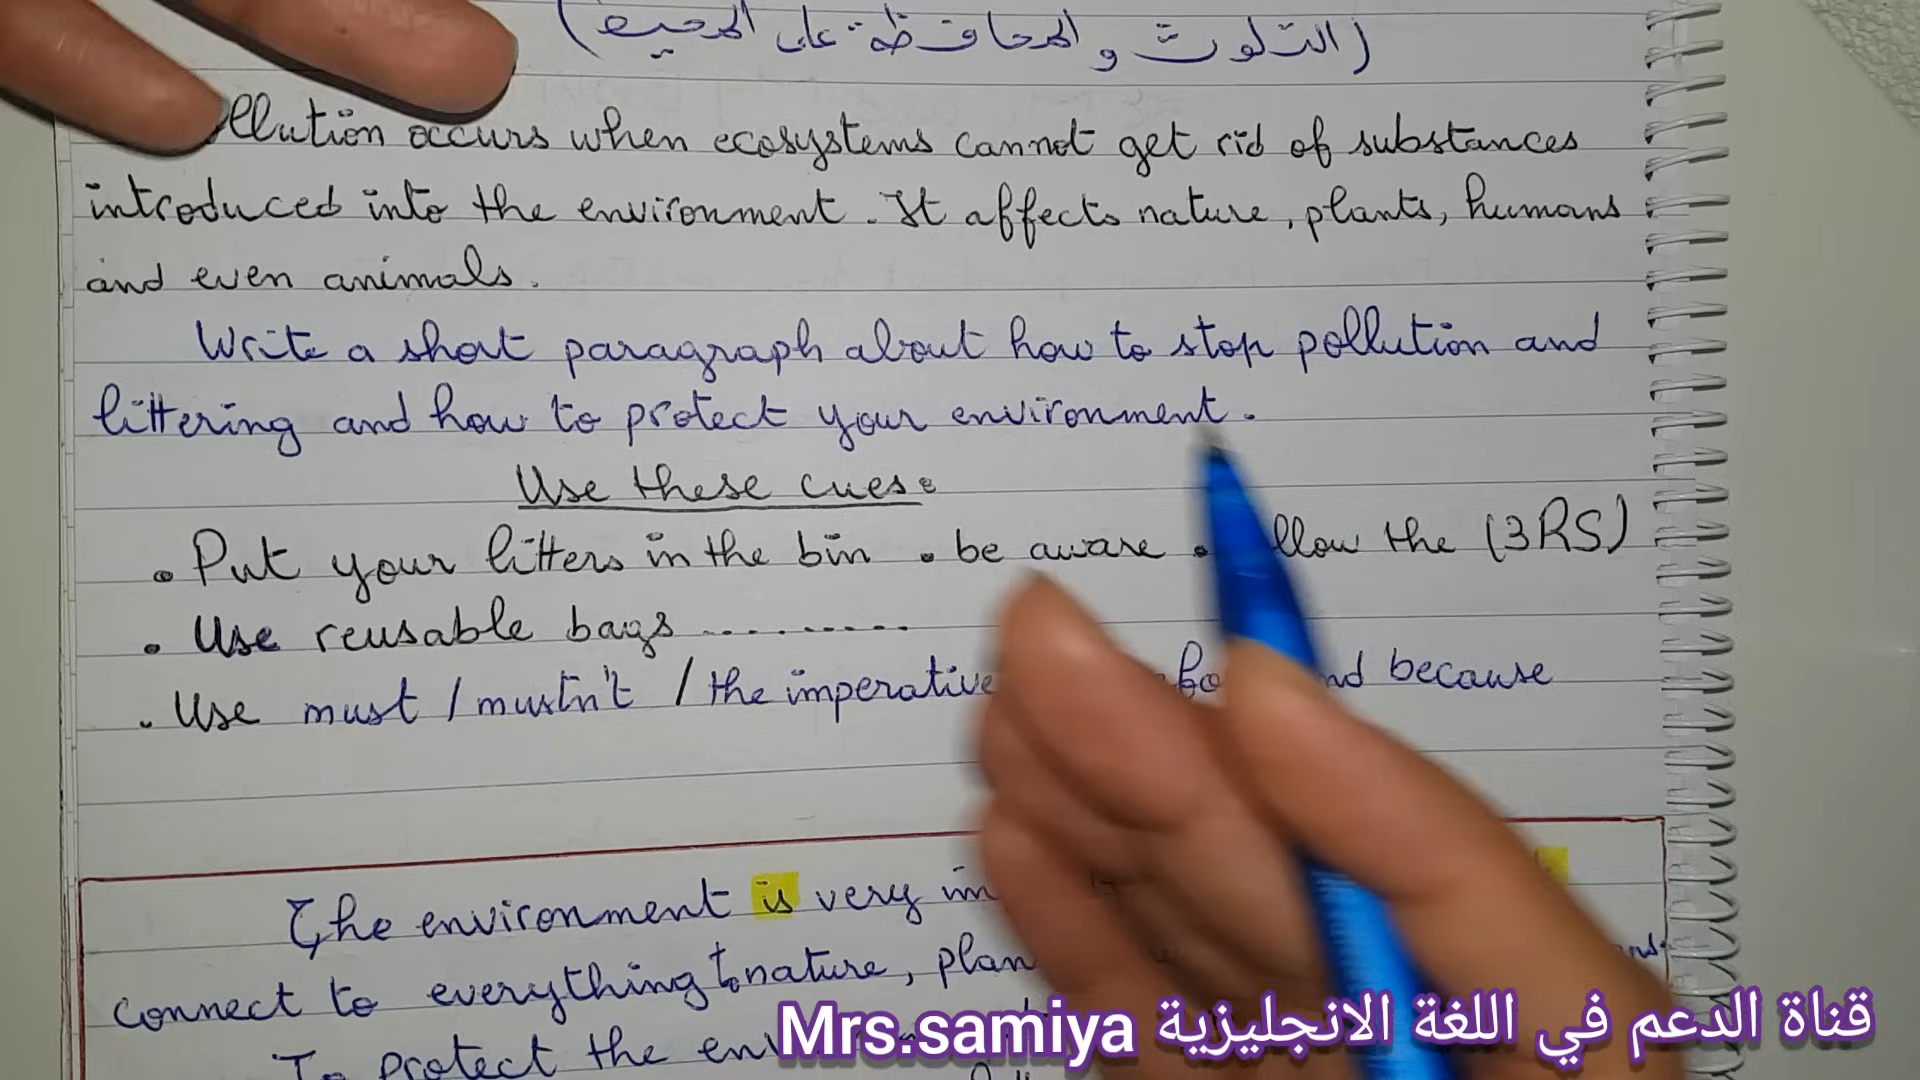 (التلوث والمحافظة على المحيط)
llution occurs when ecosystems cannot get rid of substances
introduced into the environment. It affects nature, plants, humans
and even animals.
Write a short paragraph about how to stop pollution and
littering and how to protect your environment.
Use these cues:
• Put your litters in the bin • be aware • llow the (3RS)
• Use reusable bags .........
• Use must / mustn't / the imperative nd because
The environment is very im
connect to everything to nature, plan
To protect the env
Mrs.samiya قناة الدعم في اللغة الانجليزية